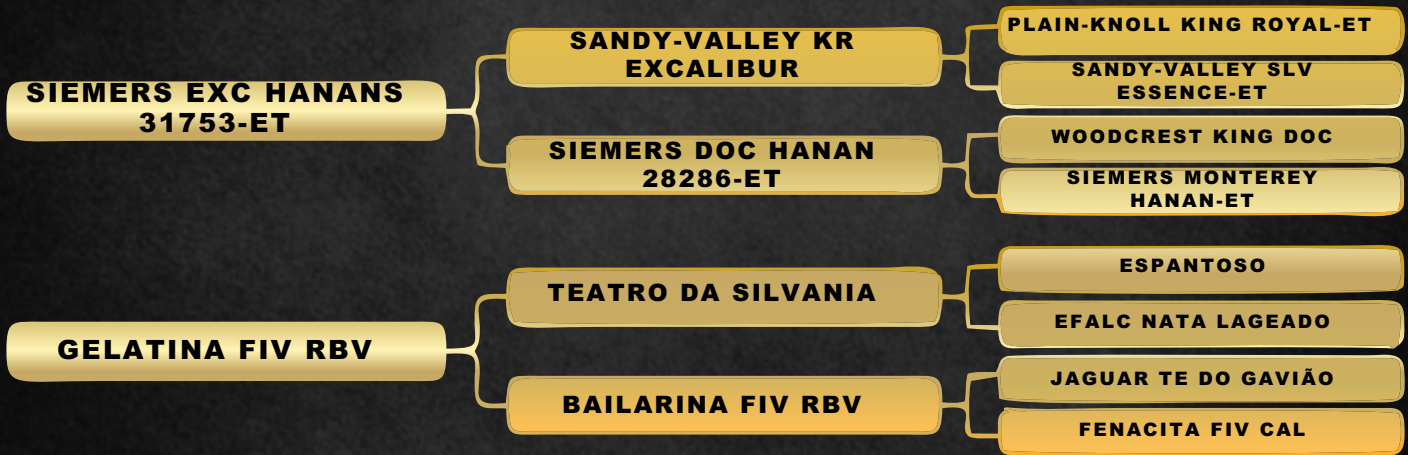 SIEMERS EXC HANANS
31753-ET
SANDY-VALLEY KR
EXCALIBUR
PLAIN-KNOLL KING ROYAL-ET
SANDY-VALLEY SLV
ESSENCE-ET
SIEMERS DOC HANAN
28286-ET
WOODCREST KING DOC
SIEMERS MONTEREY
HANAN-ET
GELATINA FIV RBV
TEATRO DA SILVANIA
ESPANTOSO
EFALC NATA LAGEADO
BAILARINA FIV RBV
JAGUAR TE DO GAVIÃO
FENACITA FIV CAL